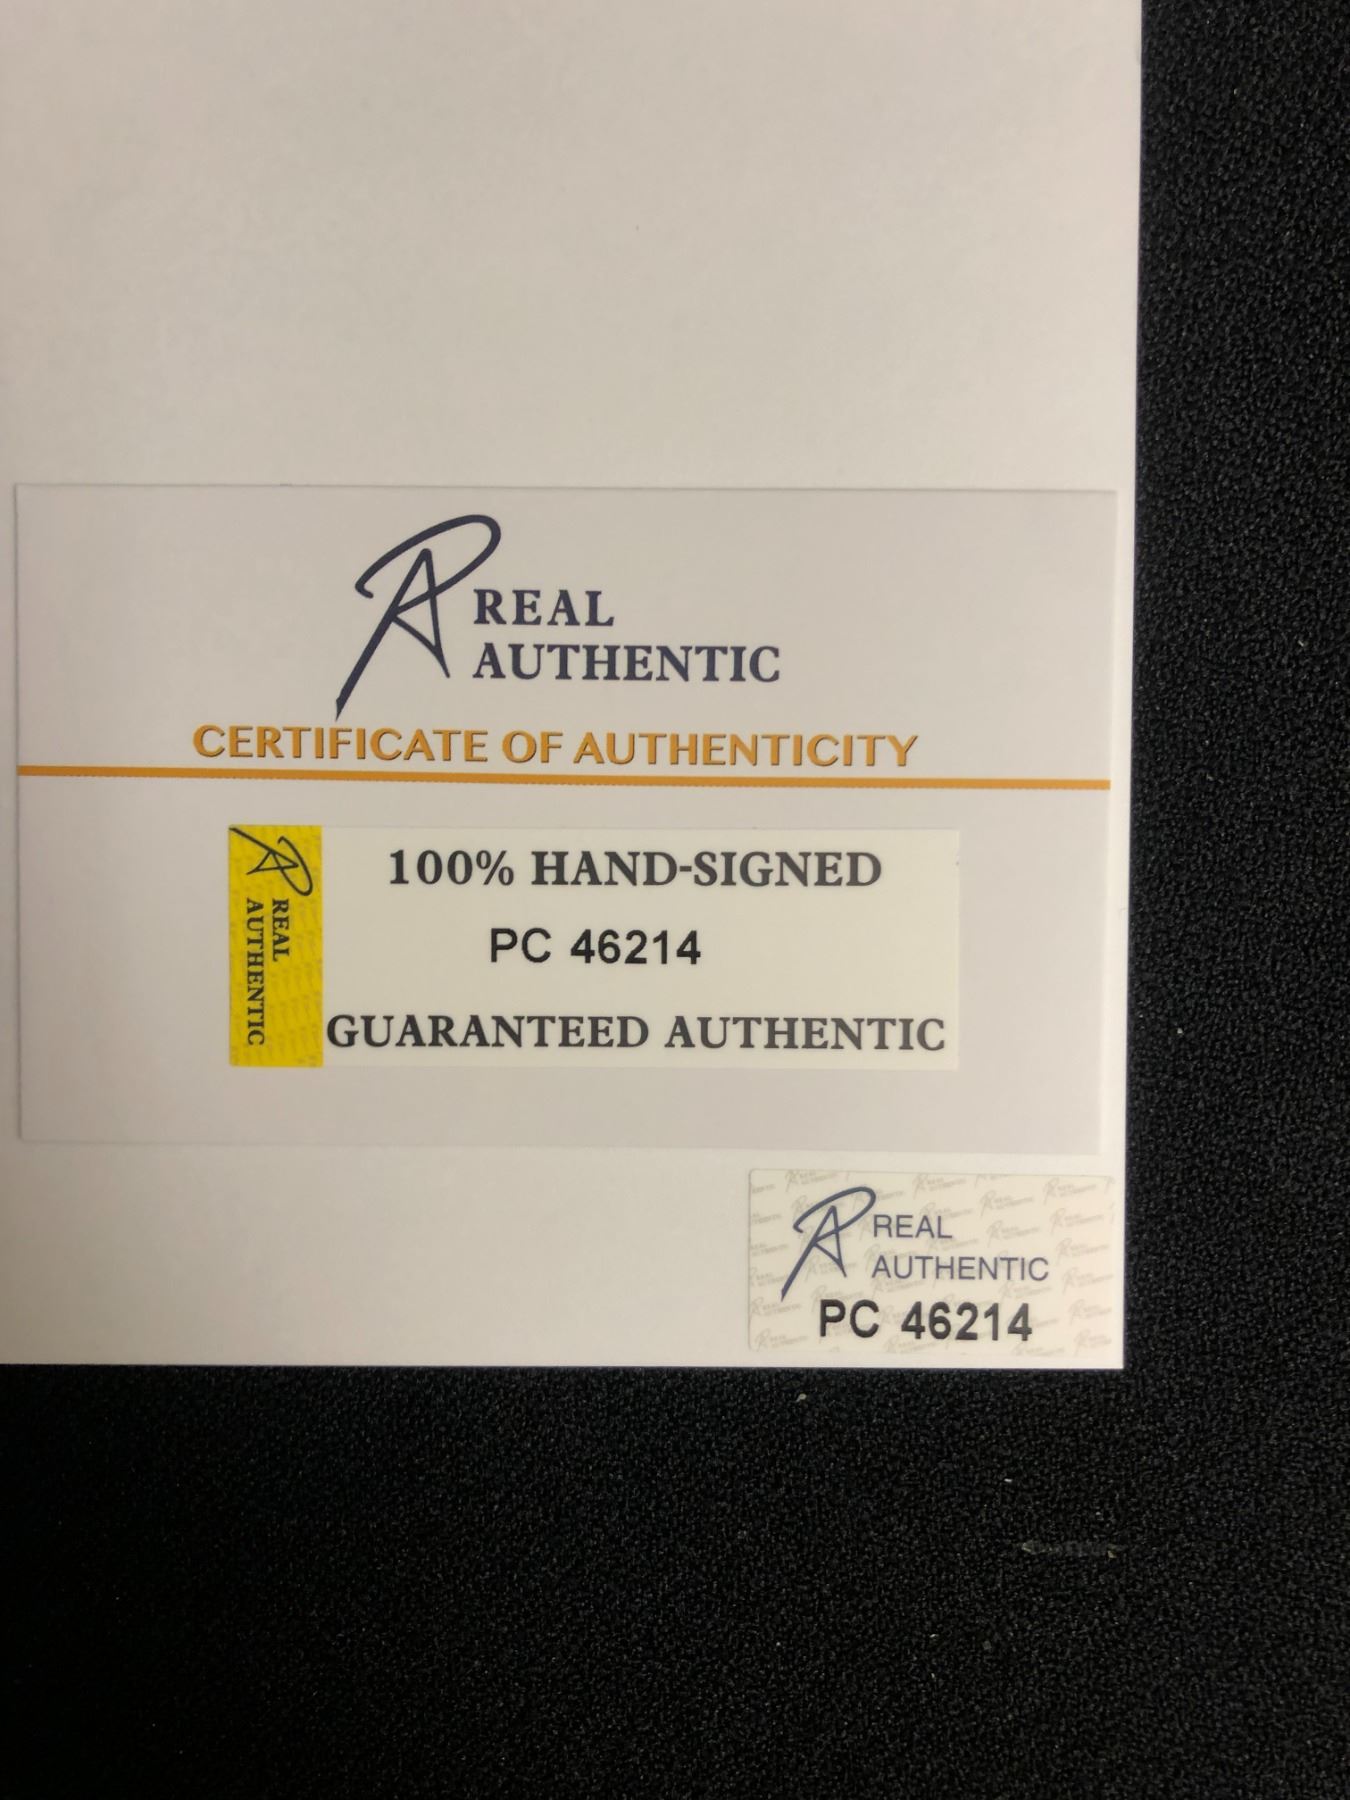 REAL
AUTHENTIC
CERTIFICATE OF AUTHENTICITY
REAL
AUTHENTIC
100% HAND-SIGNED
PC 46214
GUARANTEED AUTHENTIC
REAL
AUTHENTIC
PC 46214